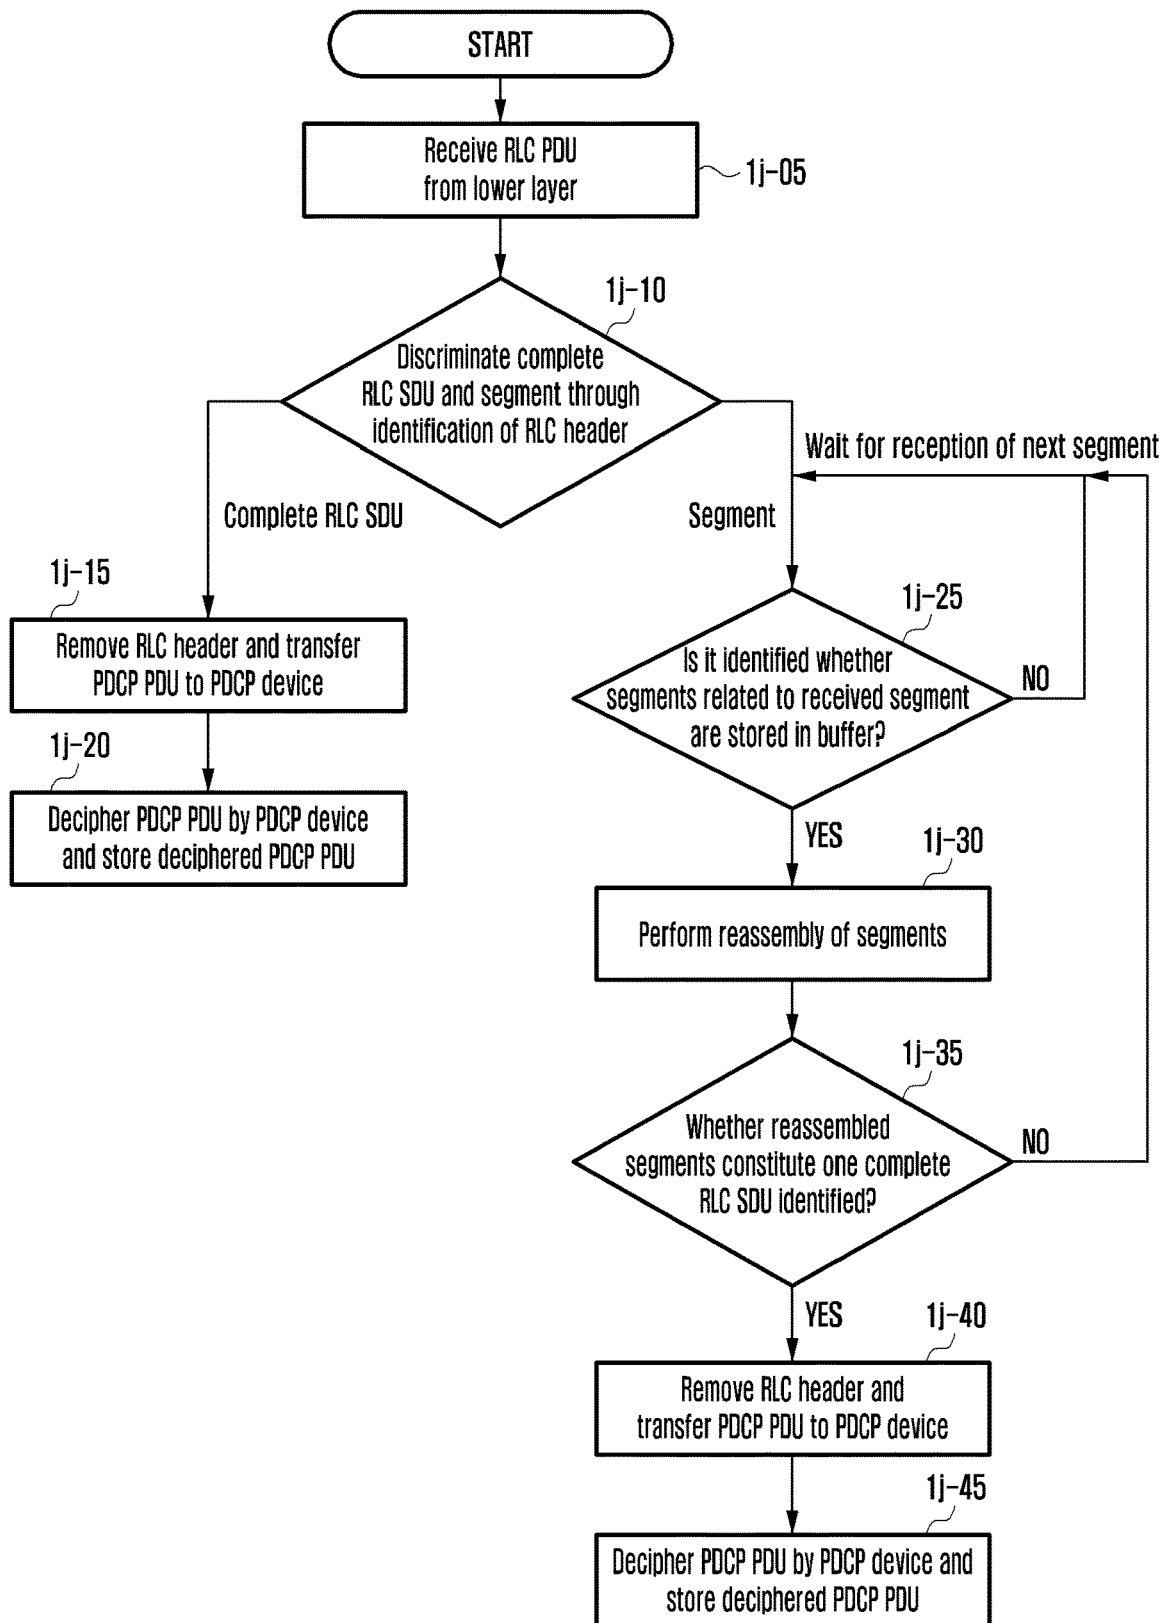 START
Receive RLC PDU
from lower layer
1j-05
1j-10
Discriminate complete
RLC SDU and segment through
identification of RLC header
Wait for reception of next segment
Complete RLC SDU
Segment
1j-15
Remove RLC header and transfer
PDCP PDU to PDCP device
1j-20
Decipher PDCP PDU by PDCP device
and store deciphered PDCP PDU
1j-25
Is it identified whether
segments related to received segment
are stored in buffer?
NO
YES
1j-30
Perform reassembly of segments
1j-35
Whether reassembled
segments constitute one complete
RLC SDU identified?
NO
YES
1j-40
Remove RLC header and
transfer PDCP PDU to PDCP device
1j-45
Decipher PDCP PDU by PDCP device and
store deciphered PDCP PDU